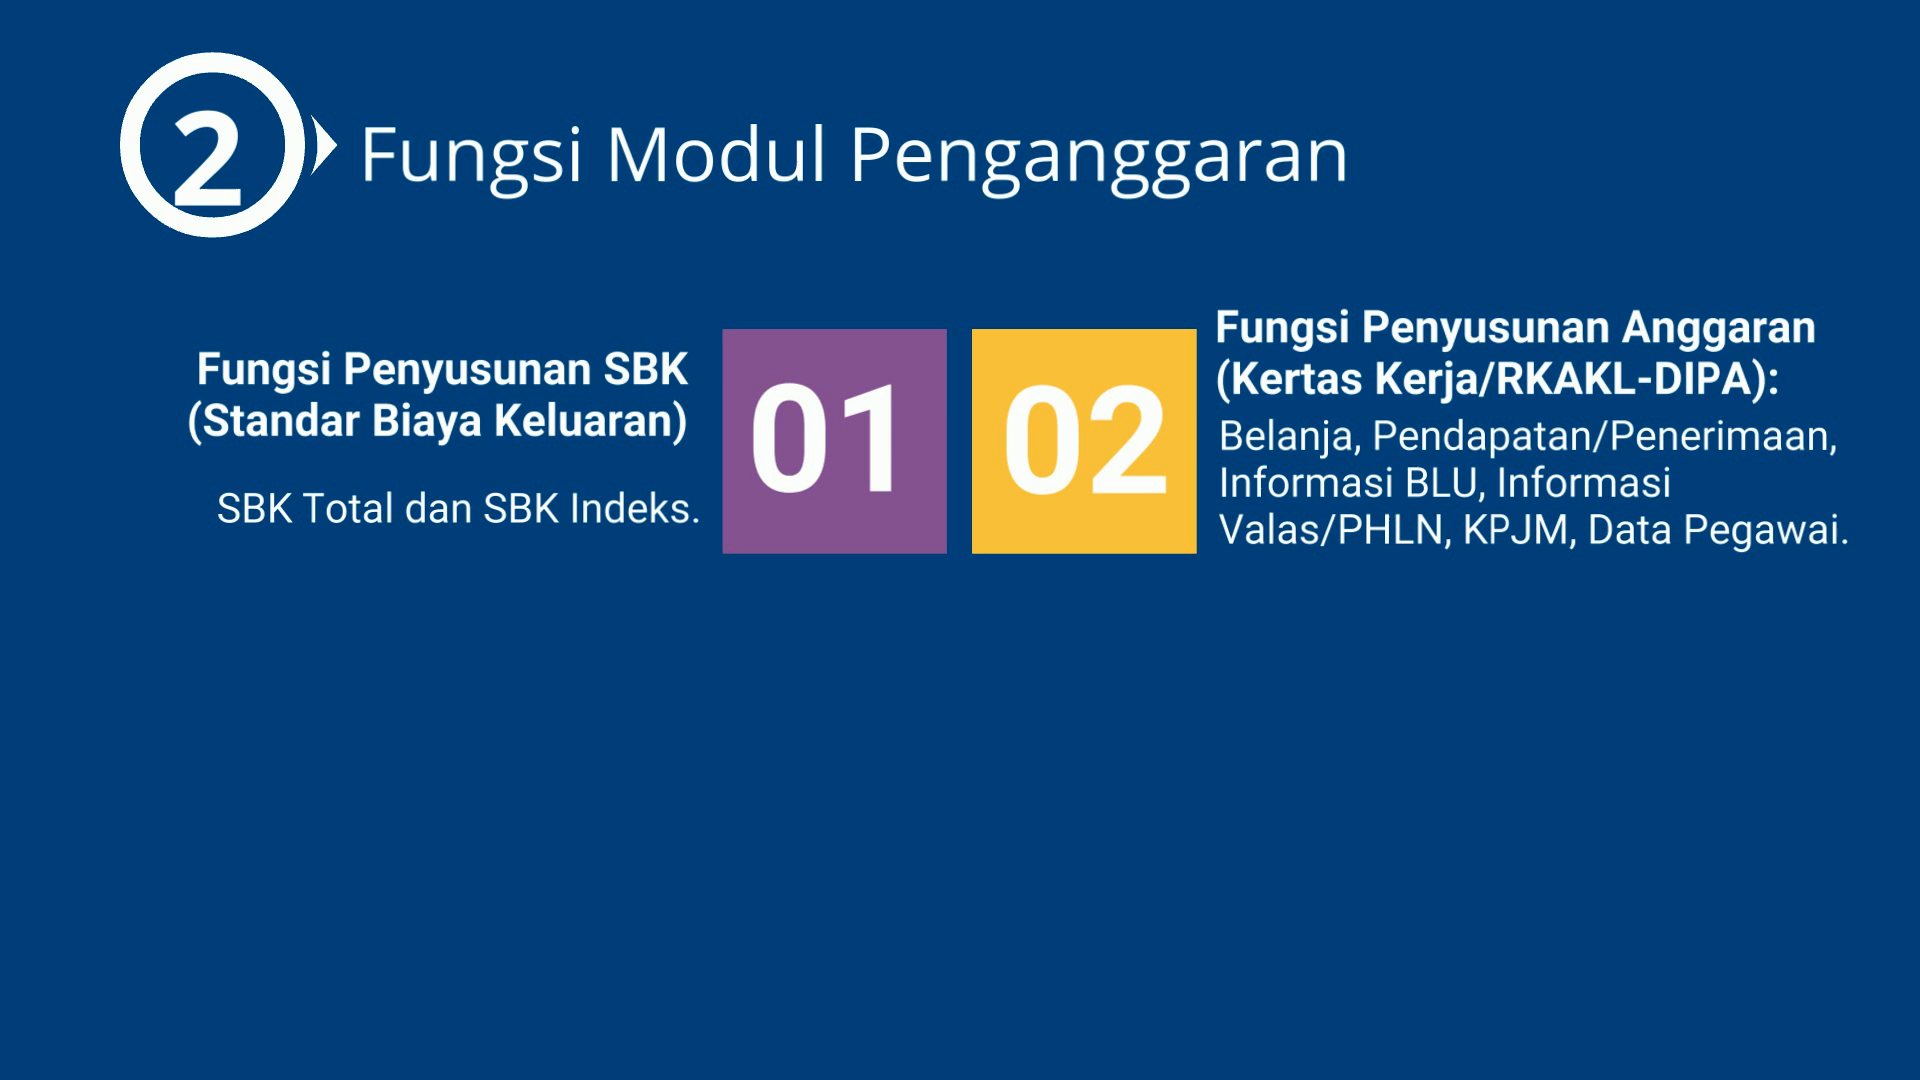 2
Fungsi Modul Penganggaran
Fungsi Penyusunan SBK
(Standar Biaya Keluaran)
SBK Total dan SBK Indeks.
01
02
Fungsi Penyusunan Anggaran
(Kertas Kerja/RKAKL-DIPA):
Belanja, Pendapatan/Penerimaan,
Informasi BLU, Informasi
Valas/PHLN, KPJM, Data Pegawai.